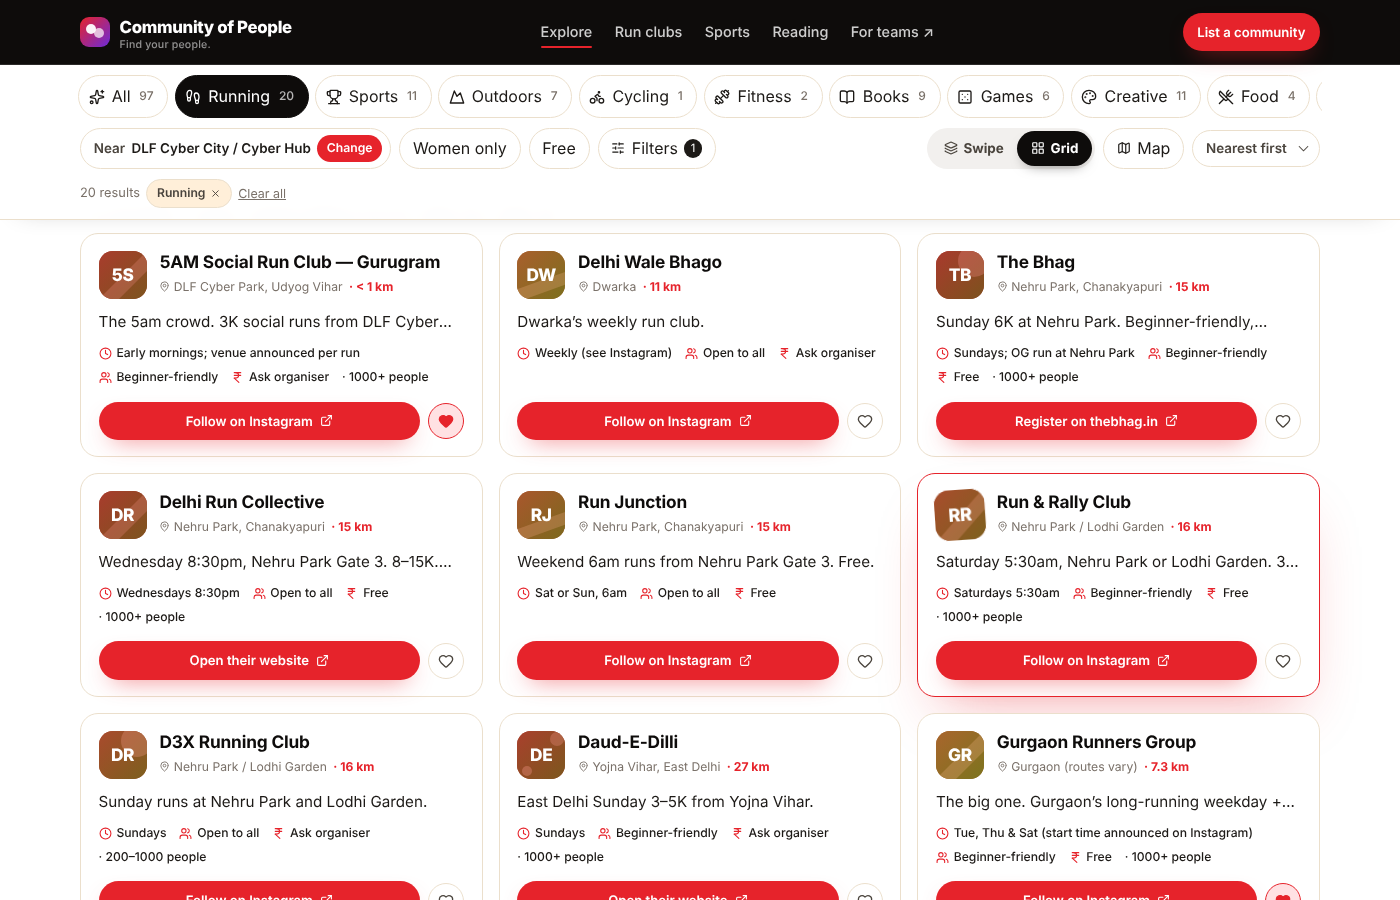 Community of People
Find your people.
Explore Run clubs Sports Reading For teams ↗
List a community
All 97 Running 20 Sports 11 Outdoors 7 Cycling 1 Fitness 2 Books 9 Games 6 Creative 11 Food 4
Near DLF Cyber City / Cyber Hub Change Women only Free Filters 1 Swipe Grid Map Nearest first
20 results Running × Clear all
5S
5AM Social Run Club — Gurugram
DLF Cyber Park, Udyog Vihar · < 1 km
The 5am crowd. 3K social runs from DLF Cyber…
Early mornings; venue announced per run
Beginner-friendly ₹ Ask organiser · 1000+ people
Follow on Instagram
DW
Delhi Wale Bhago
Dwarka · 11 km
Dwarka’s weekly run club.
Weekly (see Instagram) Open to all ₹ Ask organiser
Follow on Instagram
TB
The Bhag
Nehru Park, Chanakyapuri · 15 km
Sunday 6K at Nehru Park. Beginner-friendly,…
Sundays; OG run at Nehru Park Beginner-friendly
₹ Free · 1000+ people
Register on thebhag.in
DR
Delhi Run Collective
Nehru Park, Chanakyapuri · 15 km
Wednesday 8:30pm, Nehru Park Gate 3. 8–15K.…
Wednesdays 8:30pm Open to all ₹ Free
· 1000+ people
Open their website
RJ
Run Junction
Nehru Park, Chanakyapuri · 15 km
Weekend 6am runs from Nehru Park Gate 3. Free.
Sat or Sun, 6am Open to all ₹ Free
Follow on Instagram
RR
Run & Rally Club
Nehru Park / Lodhi Garden · 16 km
Saturday 5:30am, Nehru Park or Lodhi Garden. 3…
Saturdays 5:30am Beginner-friendly ₹ Free
· 1000+ people
Follow on Instagram
DR
D3X Running Club
Nehru Park / Lodhi Garden · 16 km
Sunday runs at Nehru Park and Lodhi Garden.
Sundays Open to all ₹ Ask organiser
· 200–1000 people
Follow on Instagram
DE
Daud-E-Dilli
Yojna Vihar, East Delhi · 27 km
East Delhi Sunday 3–5K from Yojna Vihar.
Sundays Beginner-friendly ₹ Ask organiser
· 1000+ people
Open their website
GR
Gurgaon Runners Group
Gurgaon (routes vary) · 7.3 km
The big one. Gurgaon’s long-running weekday +…
Tue, Thu & Sat (start time announced on Instagram)
Beginner-friendly ₹ Free · 1000+ people
Follow on Instagram